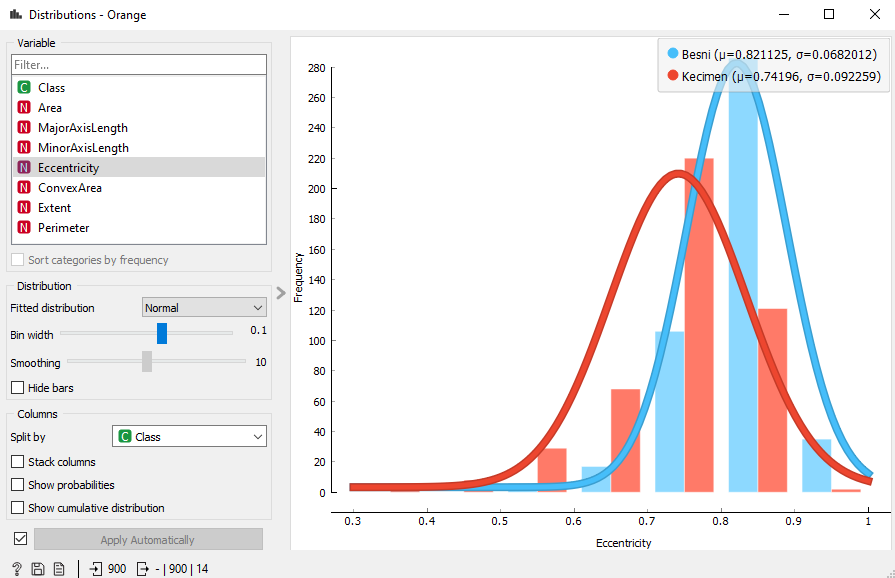 Distributions - Orange
Variable
Filter...
C Class
N Area
N MajorAxisLength
N MinorAxisLength
N Eccentricity
N ConvexArea
N Extent
N Perimeter
Sort categories by frequency
Distribution
Fitted distribution Normal
Bin width 0.1
Smoothing 10
Hide bars
Columns
Split by C Class
Stack columns
Show probabilities
Show cumulative distribution
Apply Automatically
? 900 - | 900 | 14
Besni (μ=0.821125, σ=0.0682012)
Kecimen (μ=0.74196, σ=0.092259)
280
260
240
220
200
180
160
140
120
100
80
60
40
20
0
Frequency
0.3 0.4 0.5 0.6 0.7 0.8 0.9 1
Eccentricity